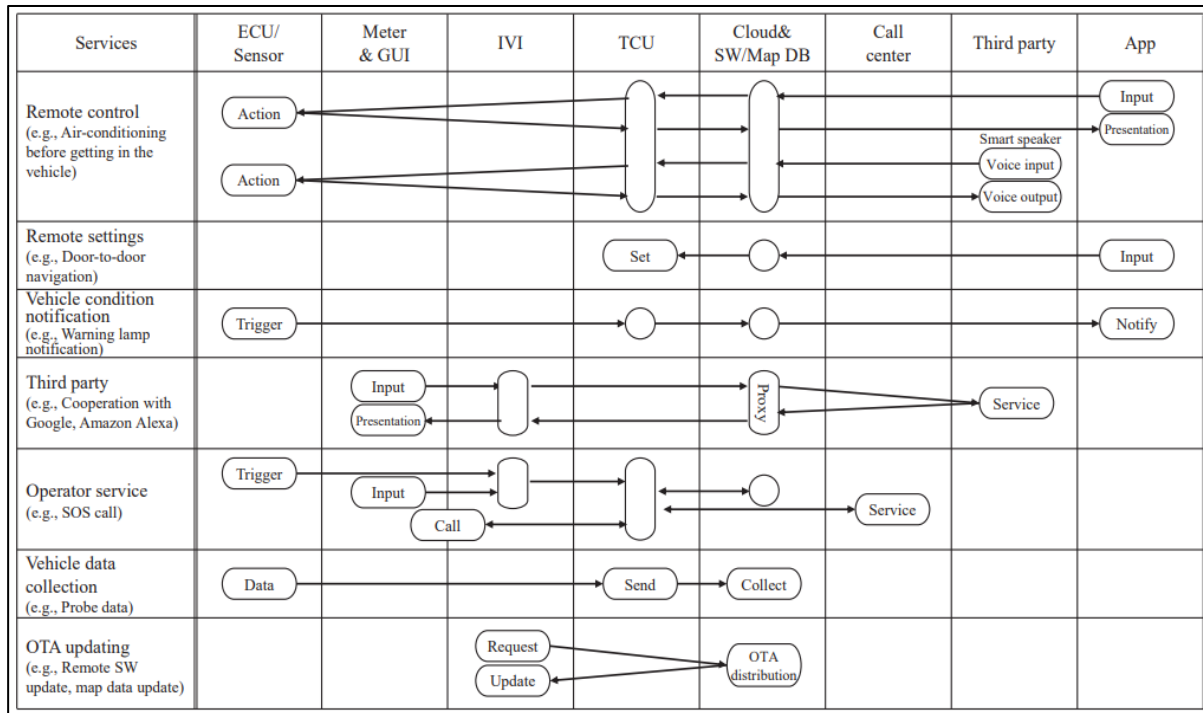 Services
ECU/
Sensor
Meter
& GUI
IVI
TCU
Cloud&
SW/Map DB
Call
center
Third party
App
Remote control
(e.g., Air-conditioning
before getting in the
vehicle)
Action
Action
Input
Presentation
Smart speaker
Voice input
Voice output
Remote settings
(e.g., Door-to-door
navigation)
Set
Input
Vehicle condition
notification
(e.g., Warning lamp
notification)
Trigger
Notify
Third party
(e.g., Cooperation with
Google, Amazon Alexa)
Input
Presentation
Proxy
Service
Operator service
(e.g., SOS call)
Trigger
Input
Call
Service
Vehicle data
collection
(e.g., Probe data)
Data
Send
Collect
OTA updating
(e.g., Remote SW
update, map data update)
Request
Update
OTA
distribution